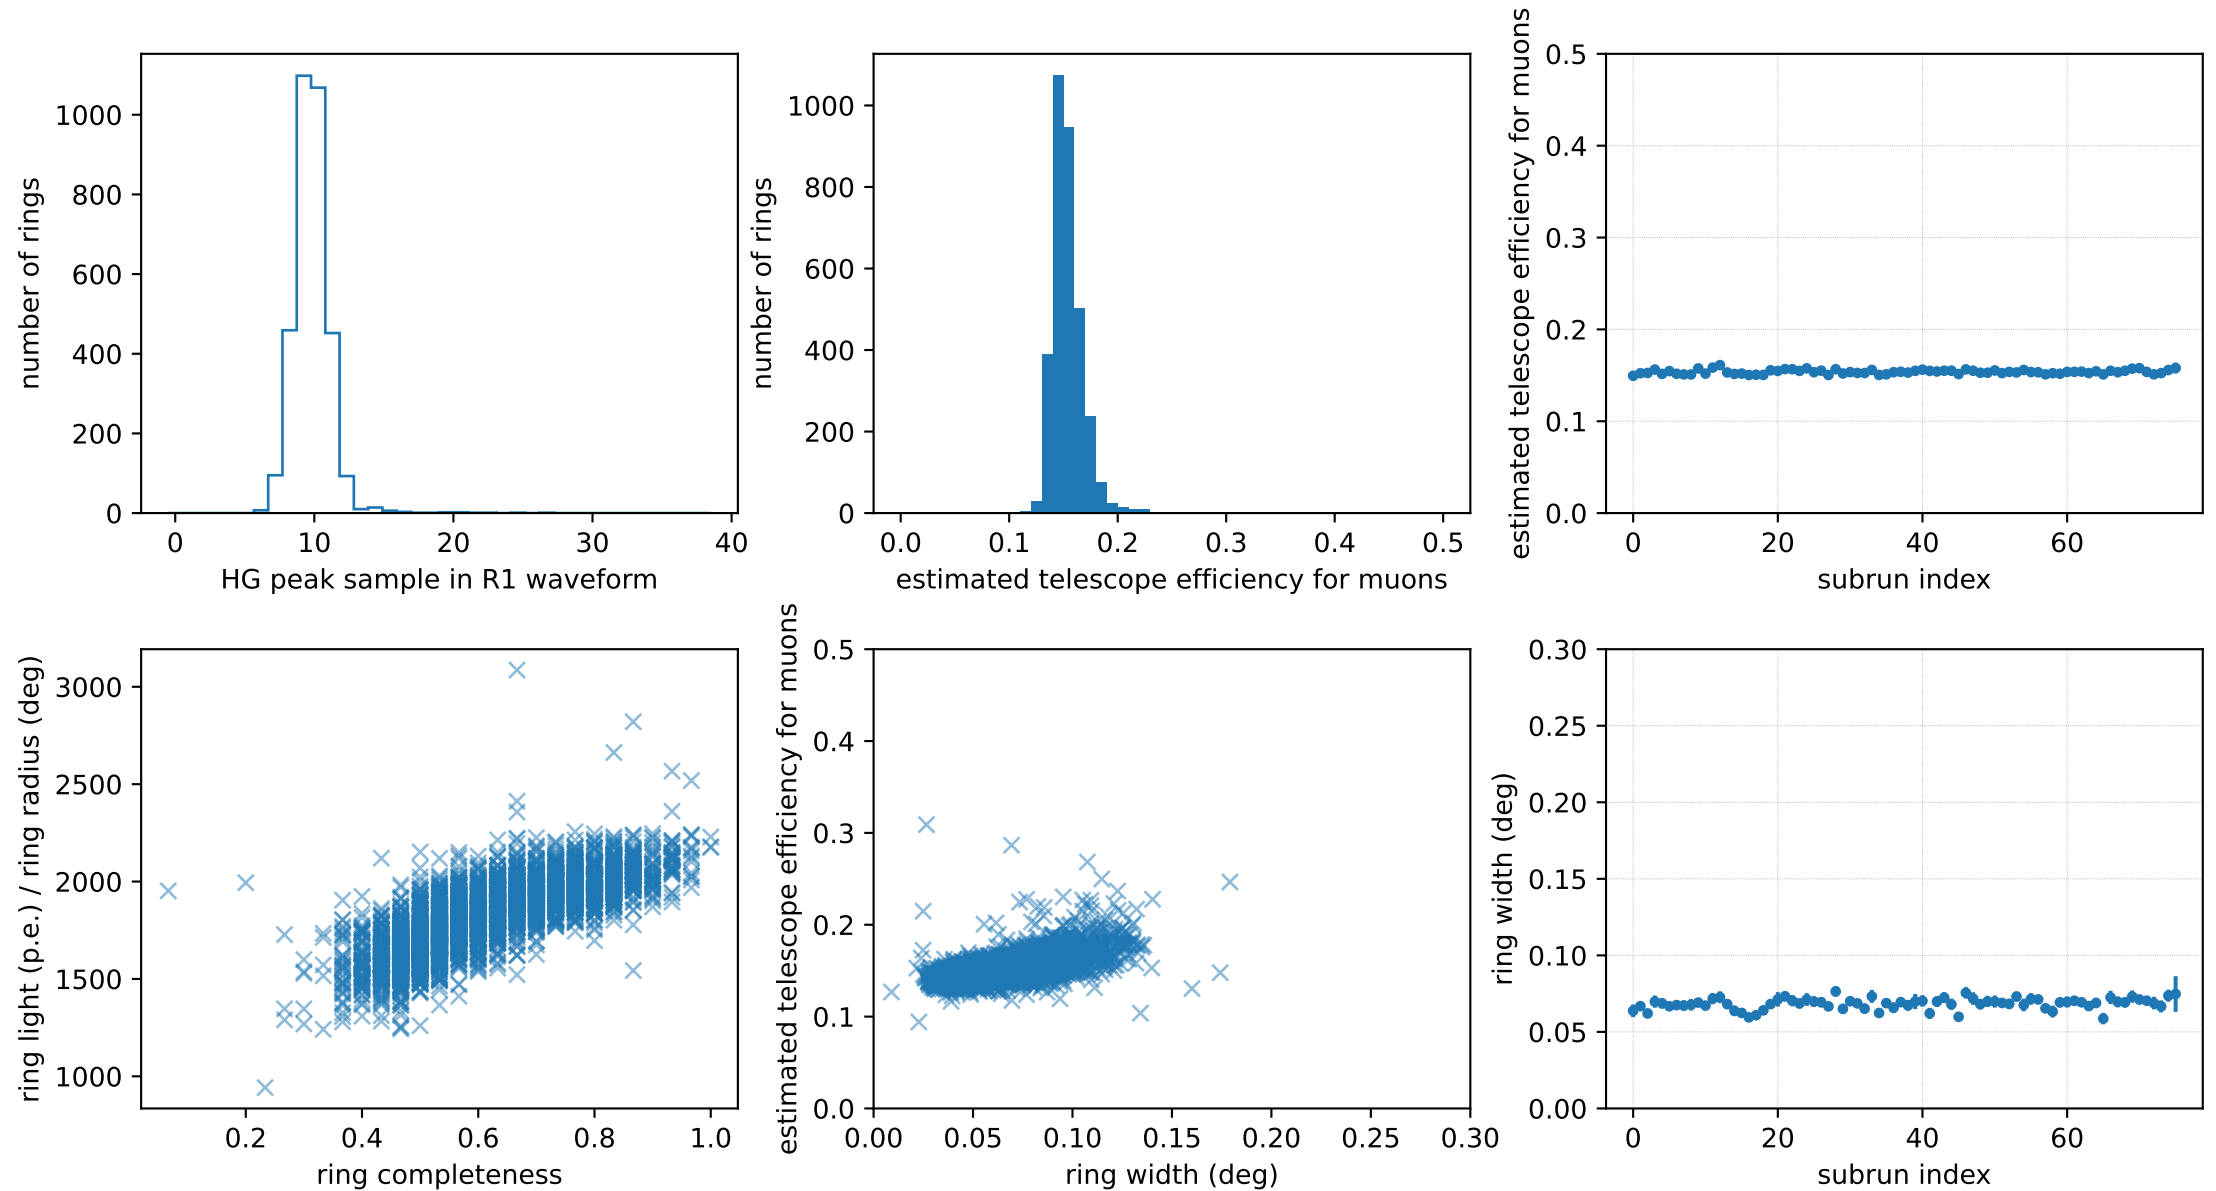 1000
800
600
400
200
0
number of rings
0 10 20 30 40
HG peak sample in R1 waveform
1000
800
600
400
200
0
number of rings
0.0 0.1 0.2 0.3 0.4 0.5
estimated telescope efficiency for muons
0.5
0.4
0.3
0.2
0.1
0.0
estimated telescope efficiency for muons
0 20 40 60
subrun index
3000
2500
2000
1500
1000
ring light (p.e.) / ring radius (deg)
0.2 0.4 0.6 0.8 1.0
ring completeness
0.5
0.4
0.3
0.2
0.1
0.0
estimated telescope efficiency for muons
0.00 0.05 0.10 0.15 0.20 0.25 0.30
ring width (deg)
0.30
0.25
0.20
0.15
0.10
0.05
0.00
ring width (deg)
0 20 40 60
subrun index